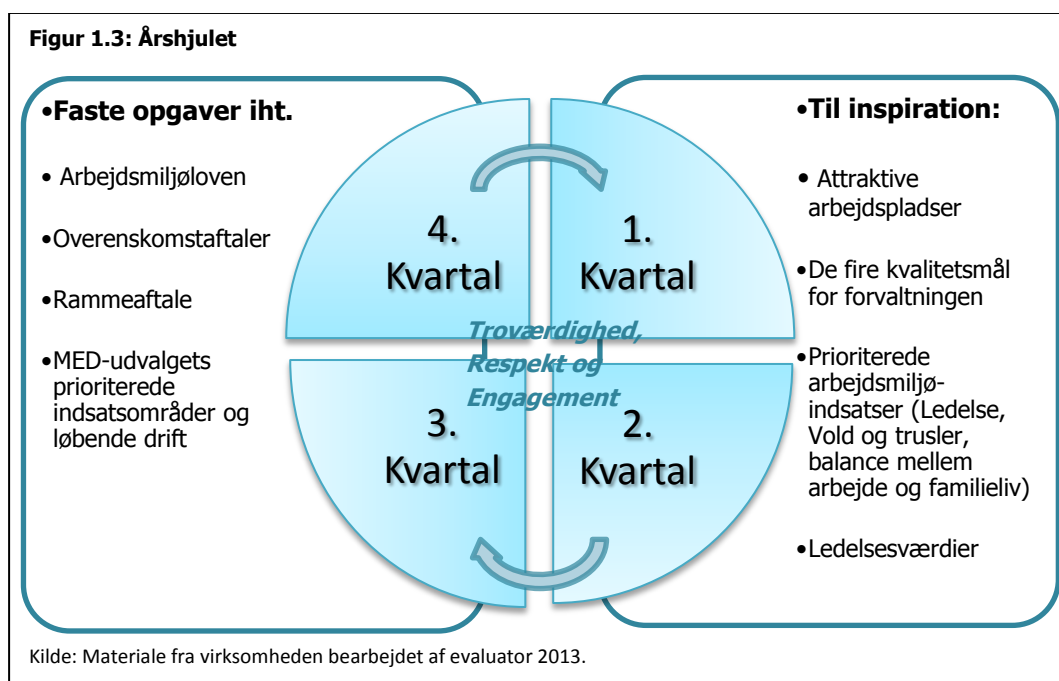 Figur 1.3: Årshjulet
•Faste opgaver iht.
• Arbejdsmiljøloven
•Overenskomstaftaler
•Rammeaftale
•MED-udvalgets
prioriterede
indsatsområder og
løbende drift
4.
Kvartal
1.
Kvartal
Troværdighed,
Respekt og
Engagement
3.
Kvartal
2.
Kvartal
•Til inspiration:
• Attraktive
arbejdspladser
•De fire kvalitetsmål
for forvaltningen
•Prioriterede
arbejdsmiljø-
indsatser (Ledelse,
Vold og trusler,
balance mellem
arbejde og familieliv)
•Ledelsesværdier
Kilde: Materiale fra virksomheden bearbejdet af evaluator 2013.